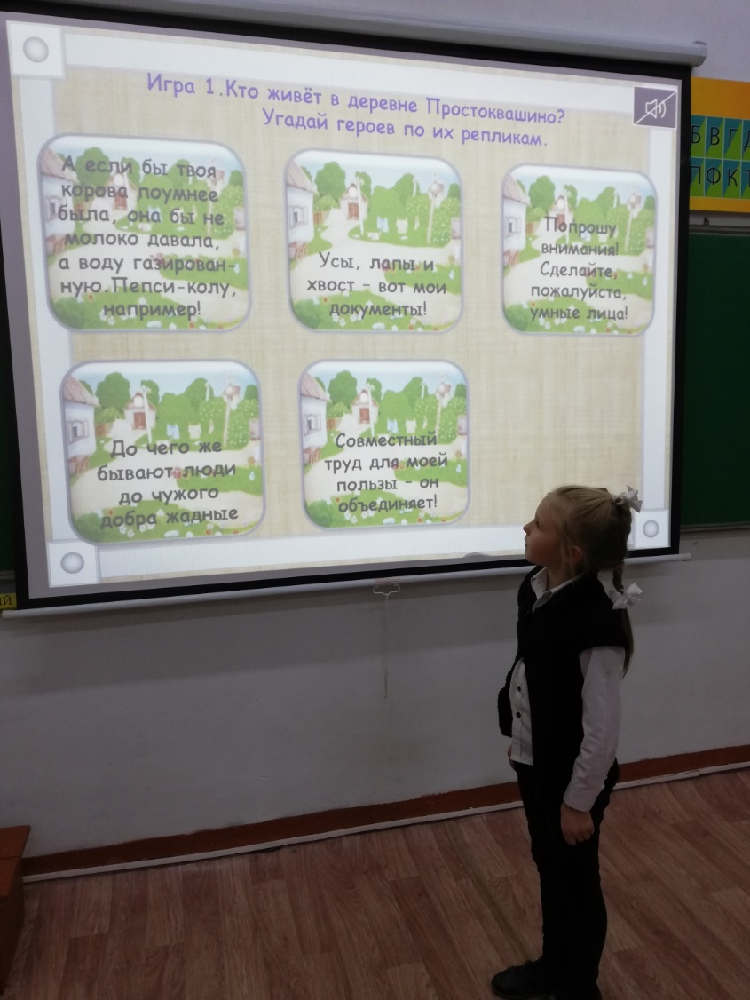 Игра 1.Кто живёт в деревне Простоквашино?
Угадай героев по их репликам.
А если бы твоя
корова поумнее
была, она бы не
молоко давала,
а воду газирован-
ную.Пепси-колу,
например!
Усы, лапы и
хвост - вот мои
документы!
Попрошу
внимания!
Сделайте,
пожалуйста,
умные лица!
До чего же
бывают люди
до чужого
добра жадные
Совместный
труд для моей
пользы - он
объединяет!
Б В Г Д
П Ф К Т
ИЙ